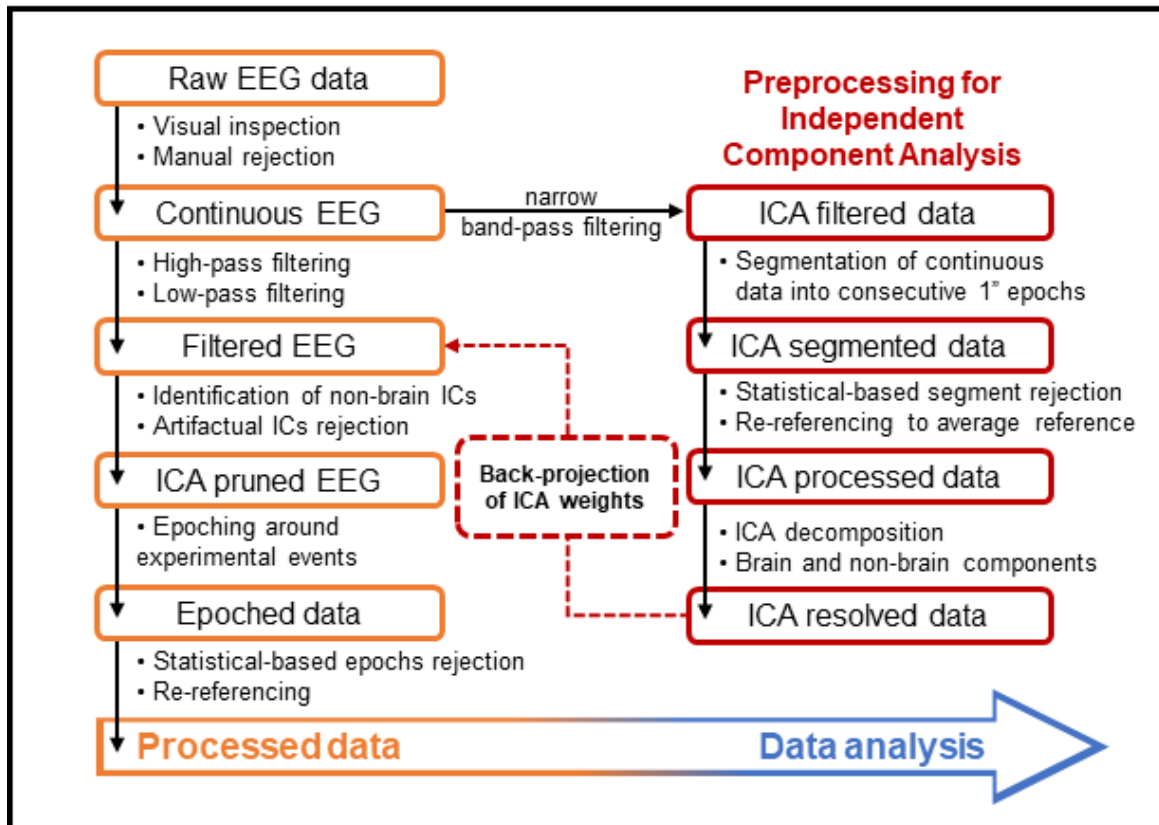 Raw EEG data
• Visual inspection
• Manual rejection
Continuous EEG
• High-pass filtering
• Low-pass filtering
Filtered EEG
• Identification of non-brain ICs
• Artifactual ICs rejection
ICA pruned EEG
• Epoching around
experimental events
Epoched data
• Statistical-based epochs rejection
• Re-referencing
narrow
band-pass filtering
Preprocessing for
Independent
Component Analysis
ICA filtered data
• Segmentation of continuous
data into consecutive 1” epochs
ICA segmented data
• Statistical-based segment rejection
• Re-referencing to average reference
ICA processed data
• ICA decomposition
• Brain and non-brain components
ICA resolved data
Back-projection
of ICA weights
Processed data
Data analysis